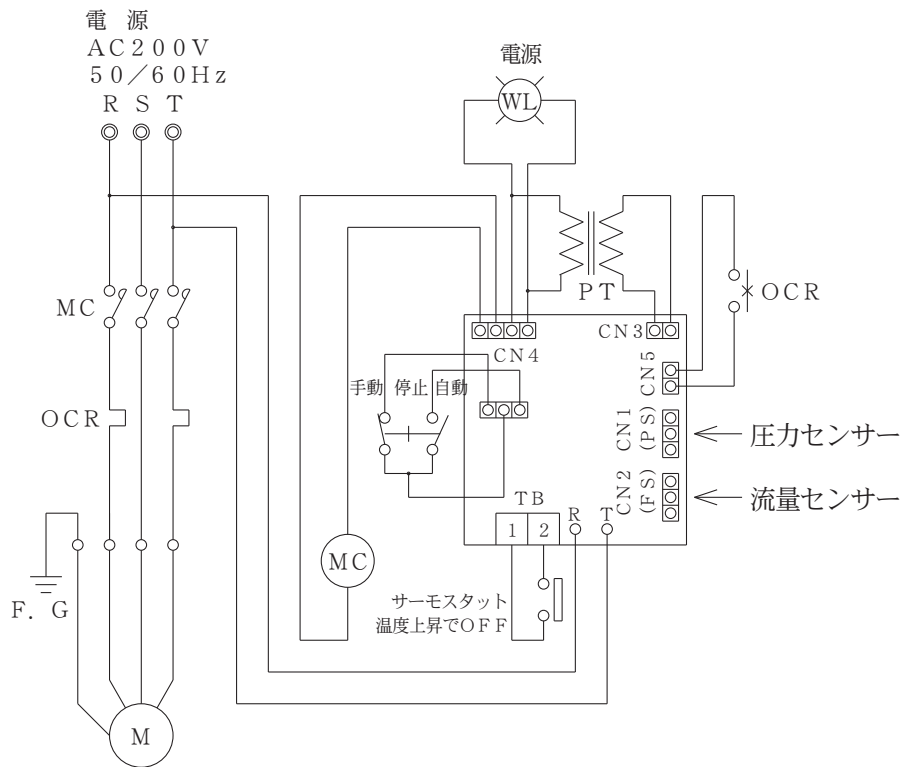 電 源
AC200V
50/60Hz
R S T
電源
WL
MC
PT
OCR
CN3
CN4
CN5
手動 停止 自動
OCR
CN1
(PS)
圧力センサー
CN2
(FS)
流量センサー
TB
1 2
R T
MC
F. G
サーモスタット
温度上昇でOFF
M